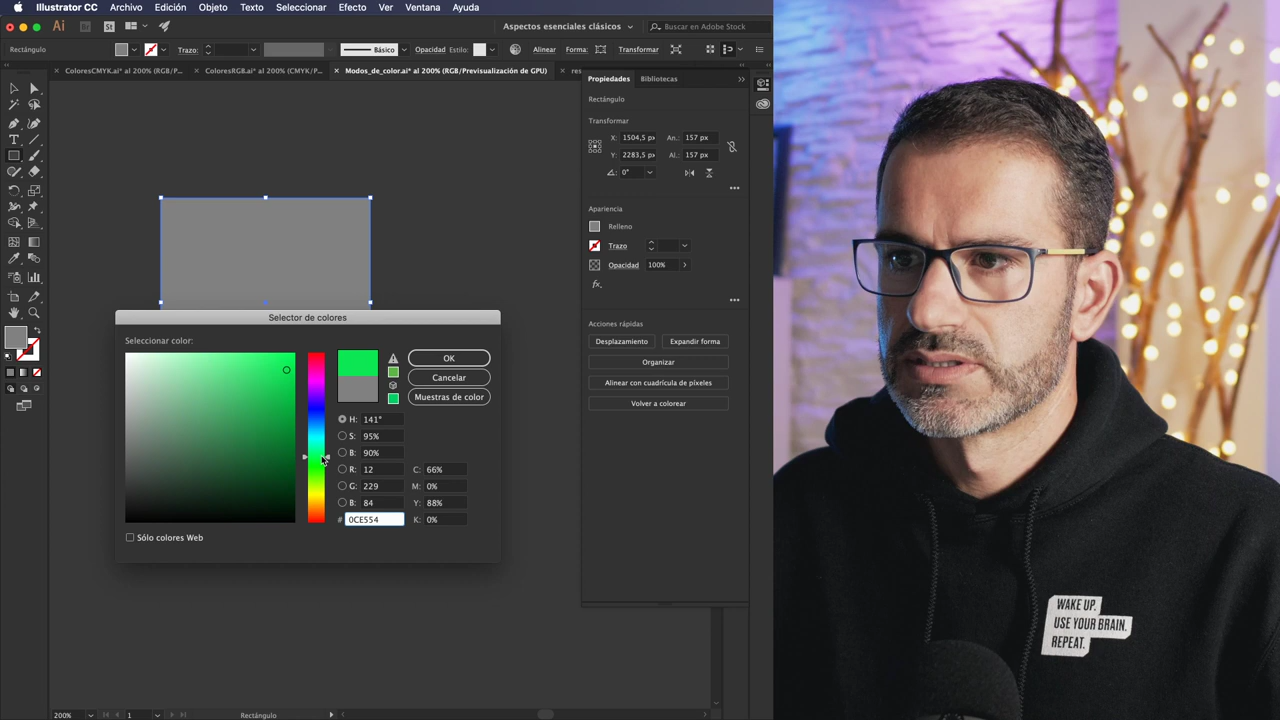 Illustrator CC Archivo Edición Objeto Texto Seleccionar Efecto Ver Ventana Ayuda
Ai Br St Aspectos esenciales clásicos Buscar en Adobe Stock
Rectángulo Trazo: Básico Opacidad Estilo: Alinear Forma: Transformar
ColoresCMYK.ai* al 200% (RGB/P... ColoresRGB.ai* al 200% (CMYK/P... Modos_de_color.ai* al 200% (RGB/Previsualización de GPU) res
Propiedades Bibliotecas
Rectángulo
Transformar
X: 1504,5 px An.: 157 px
Y: 2283,5 px Al.: 157 px
0°
Apariencia
Relleno
Trazo
Opacidad 100%
fx.
Acciones rápidas
Desplazamiento Expandir forma
Organizar
Alinear con cuadrícula de píxeles
Volver a colorear
Selector de colores
Seleccionar color:
OK
Cancelar
Muestras de color
H: 141°
S: 95%
B: 90%
R: 12 C: 66%
G: 229 M: 0%
B: 84 Y: 88%
# 0CE554 K: 0%
Sólo colores Web
200% 1 Rectángulo
WAKE UP.
USE YOUR BRAIN.
REPEAT.